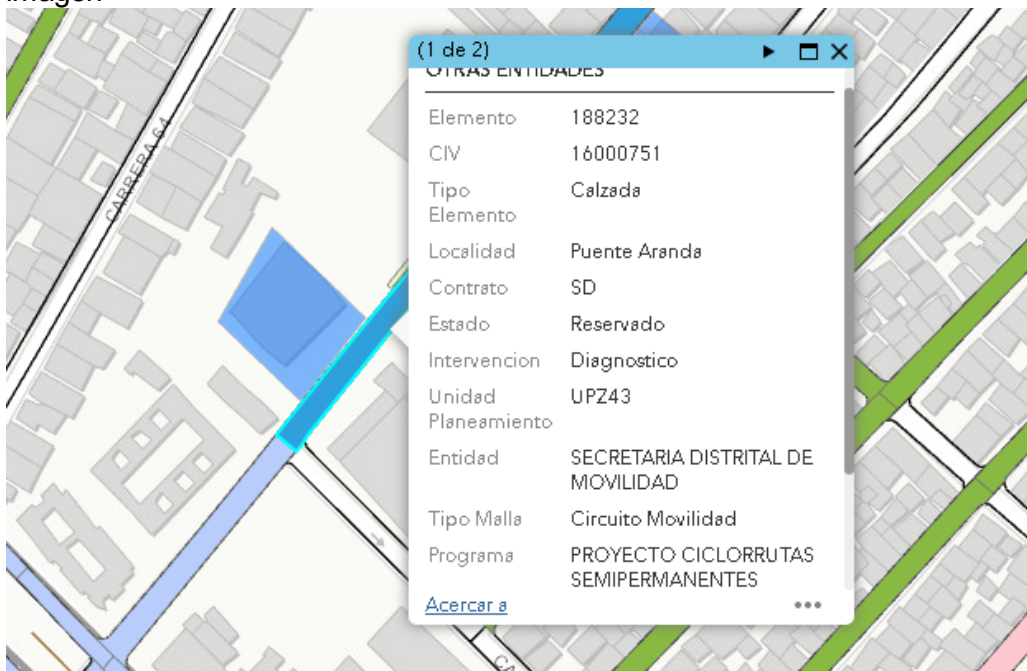 imagen
(1 de 2)
OTRAS ENTIDADES
Elemento 188232
CIV 16000751
Tipo Calzada
Elemento
Localidad Puente Aranda
Contrato SD
Estado Reservado
Intervencion Diagnostico
Unidad UPZ43
Planeamiento
Entidad SECRETARIA DISTRITAL DE
MOVILIDAD
Tipo Malla Circuito Movilidad
Programa PROYECTO CICLORRUTAS
SEMIPERMANENTES
Acercar a
CARRERA 64